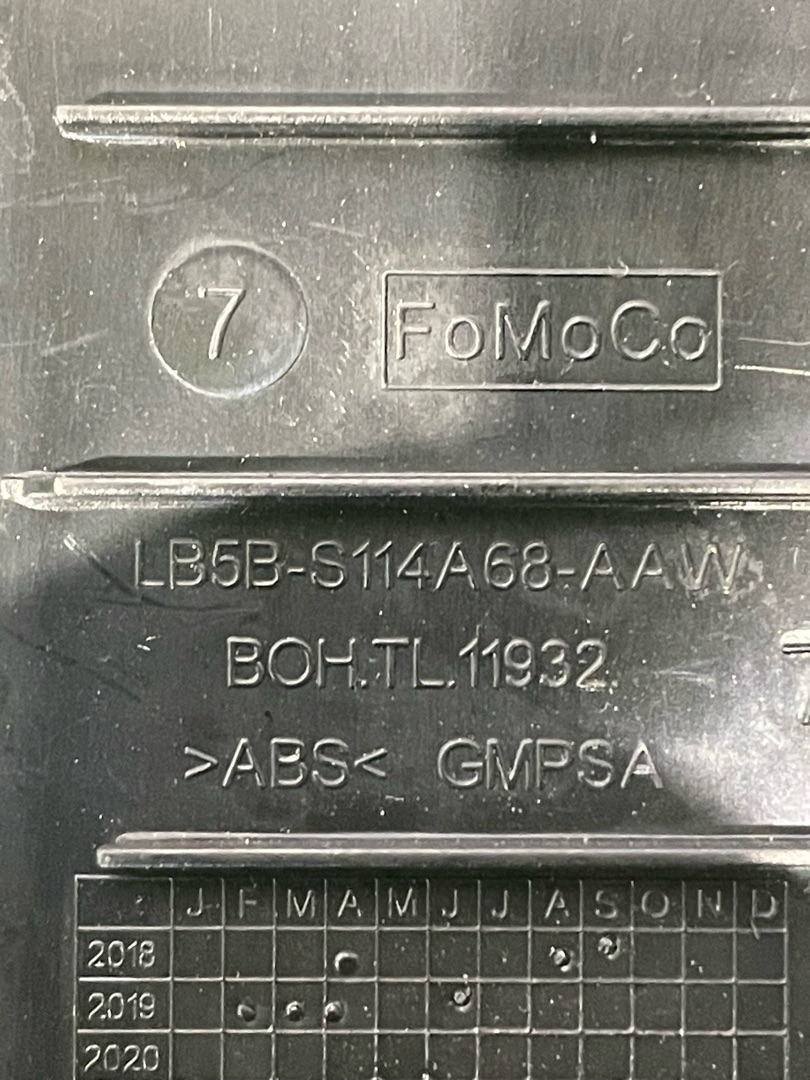 7 FoMoCo
LB5B-S114A68-AAW
BOH.TL.11932.
>ABS< GMPSA
J F M A M J J A S O N D
2018
2019
2020